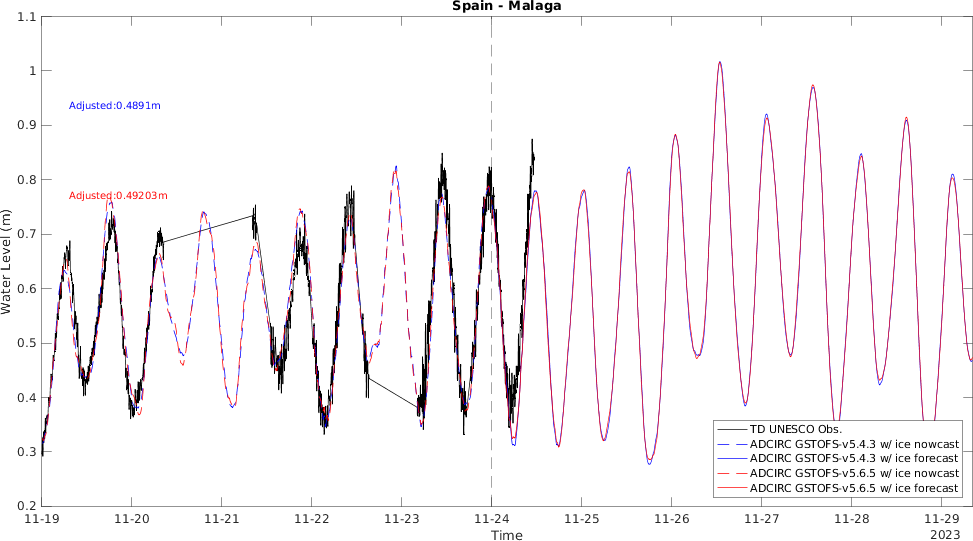 Spain - Malaga
1.1
1
0.9
0.8
0.7
0.6
0.5
0.4
0.3
0.2
Water Level (m)
Adjusted:0.4891m
Adjusted:0.49203m
TD UNESCO Obs.
ADCIRC GSTOFS-v5.4.3 w/ ice nowcast
ADCIRC GSTOFS-v5.4.3 w/ ice forecast
ADCIRC GSTOFS-v5.6.5 w/ ice nowcast
ADCIRC GSTOFS-v5.6.5 w/ ice forecast
11-19 11-20 11-21 11-22 11-23 11-24 11-25 11-26 11-27 11-28 11-29
Time
2023